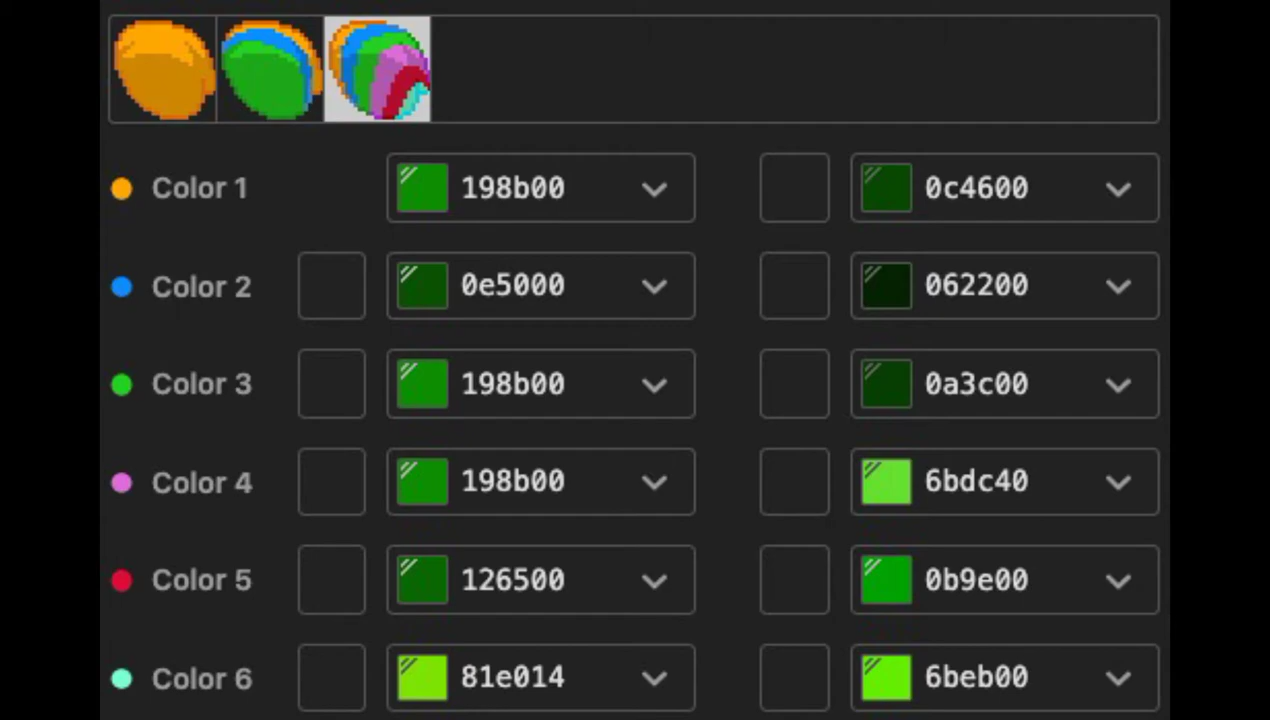 Color 1 198b00 0c4600
Color 2 0e5000 062200
Color 3 198b00 0a3c00
Color 4 198b00 6bdc40
Color 5 126500 0b9e00
Color 6 81e014 6beb00